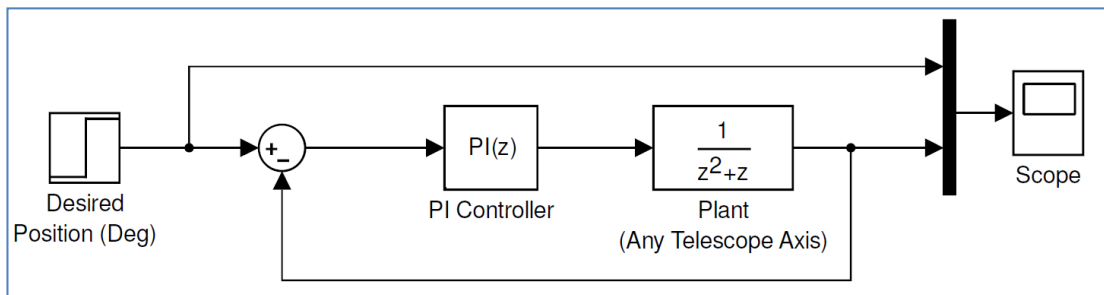 +
−
PI(z)
1
z²+z
Desired
Position (Deg)
PI Controller
Plant
(Any Telescope Axis)
Scope